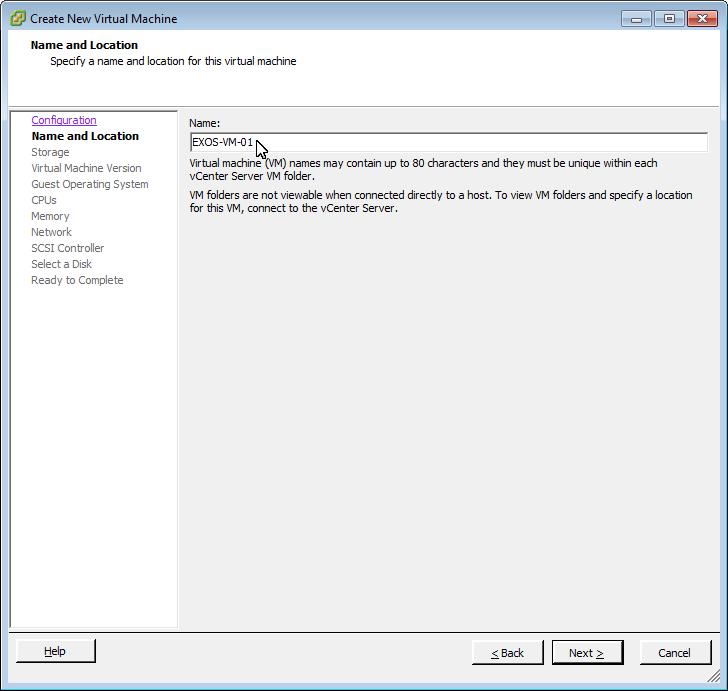 Create New Virtual Machine
Name and Location
Specify a name and location for this virtual machine
Configuration
Name and Location
Storage
Virtual Machine Version
Guest Operating System
CPUs
Memory
Network
SCSI Controller
Select a Disk
Ready to Complete
Name:
EXOS-VM-01
Virtual machine (VM) names may contain up to 80 characters and they must be unique within each
vCenter Server VM folder.
VM folders are not viewable when connected directly to a host. To view VM folders and specify a location
for this VM, connect to the vCenter Server.
Help
< Back
Next >
Cancel